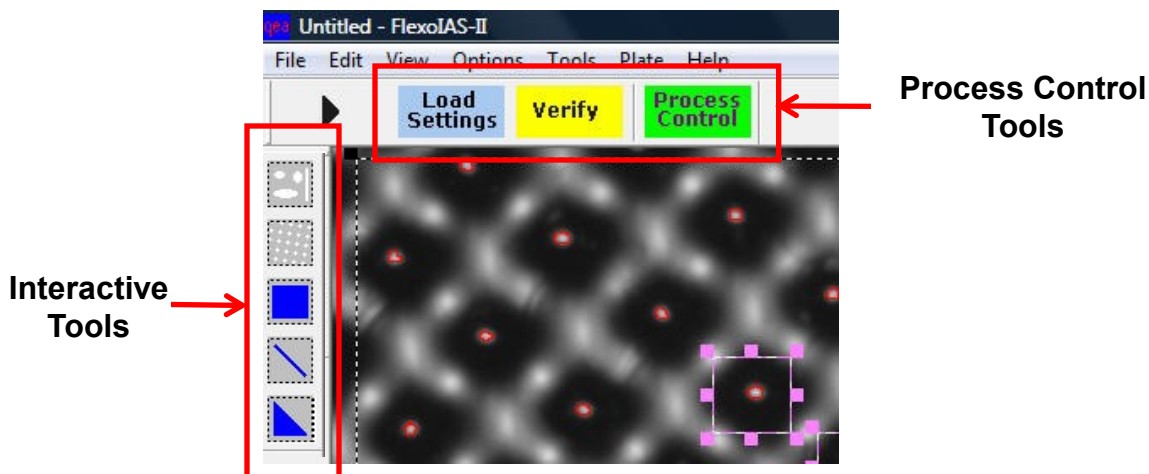 qea Untitled - FlexoIAS-II
File Edit View Options Tools Plate Help
Load
Settings
Verify
Process
Control
Process Control
Tools
Interactive
Tools